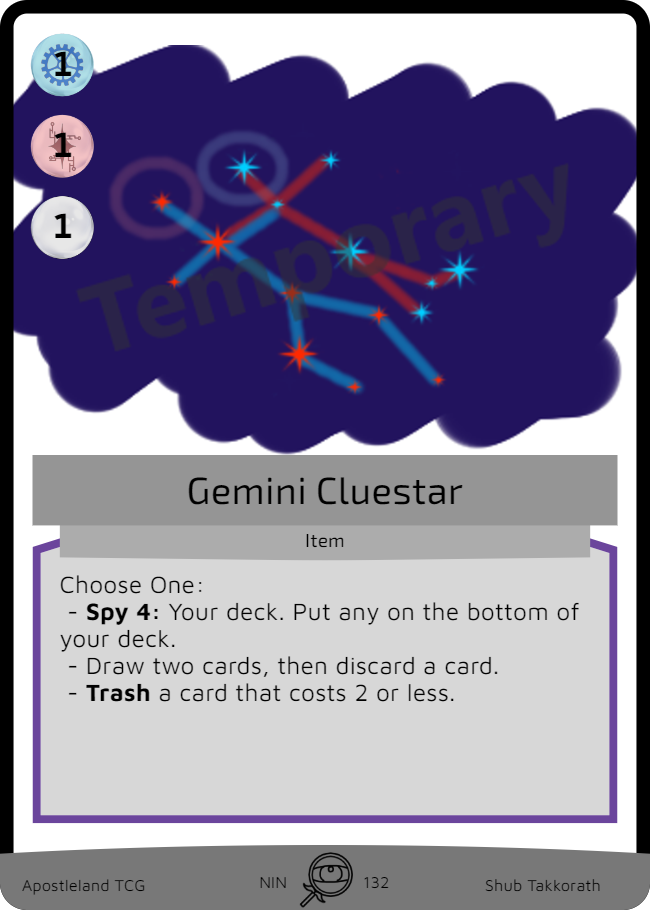 1
1
1
Temporary
Gemini Cluestar
Item
Choose One:
- Spy 4: Your deck. Put any on the bottom of
your deck.
- Draw two cards, then discard a card.
- Trash a card that costs 2 or less.
Apostleland TCG NIN 132 Shub Takkorath